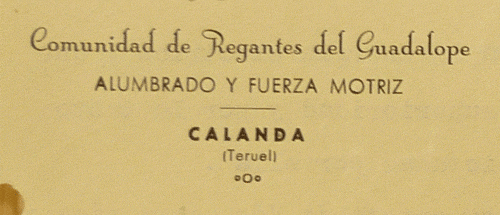 Comunidad de Regantes del Guadalope
ALUMBRADO Y FUERZA MOTRIZ
CALANDA
(Teruel)